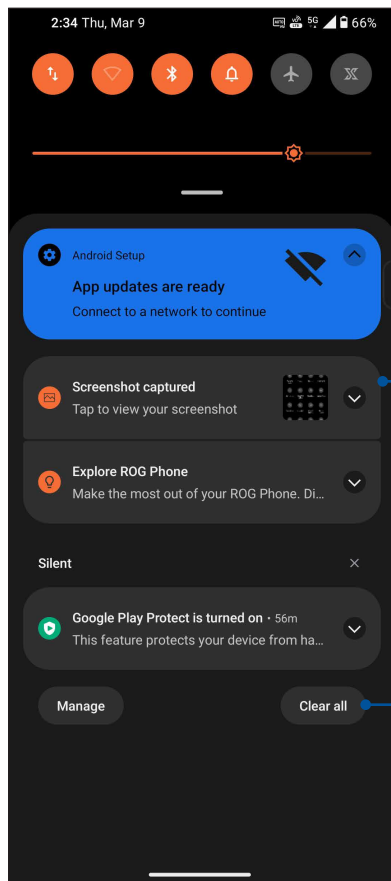 2:34 Thu, Mar 9 5G 66%
Android Setup
App updates are ready
Connect to a network to continue
Screenshot captured
Tap to view your screenshot
Explore ROG Phone
Make the most out of your ROG Phone. Di...
Silent
Google Play Protect is turned on • 56m
This feature protects your device from ha...
Manage Clear all